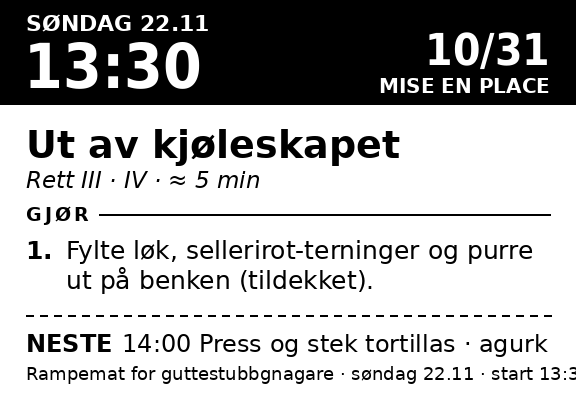 SØNDAG 22.11
13:30
10/31
MISE EN PLACE
Ut av kjøleskapet
Rett III · IV · ≈ 5 min
GJØR
1. Fylte løk, sellerirot-terninger og purre
ut på benken (tildekket).
NESTE 14:00 Press og stek tortillas · agurk
Rampemat for guttestubbgnagare · søndag 22.11 · start 13:3